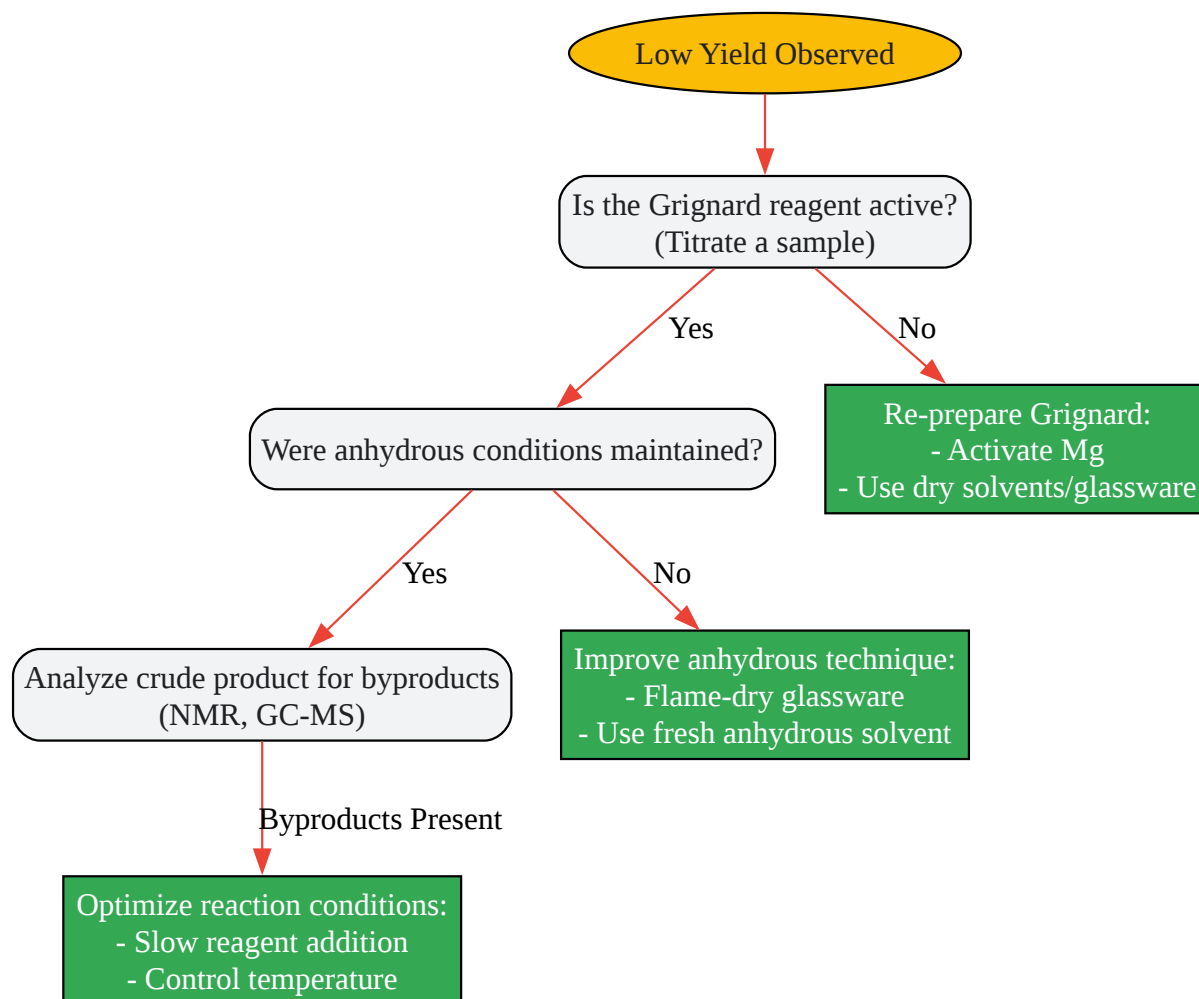 Low Yield Observed
Is the Grignard reagent active?
(Titrate a sample)
Yes
No
Re-prepare Grignard:
- Activate Mg
- Use dry solvents/glassware
Were anhydrous conditions maintained?
Yes
No
Improve anhydrous technique:
- Flame-dry glassware
- Use fresh anhydrous solvent
Analyze crude product for byproducts
(NMR, GC-MS)
Byproducts Present
Optimize reaction conditions:
- Slow reagent addition
- Control temperature